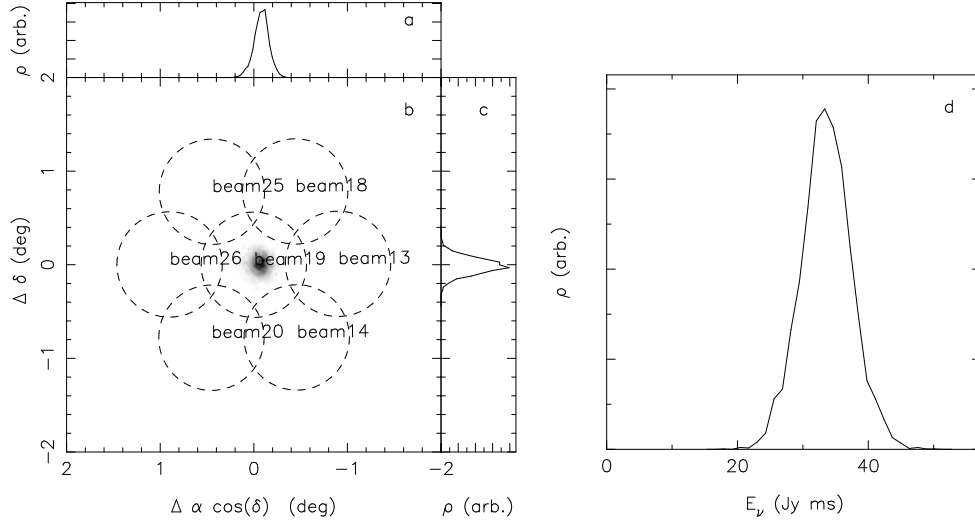 a
ρ (arb.)
2
b
c
d
beam25 beam18
1
beam26 beam19 beam13
Δ δ (deg)
0
ρ (arb.)
beam20 beam14
−1
−2
2 1 0 −1 −2
0 20 40
Δ α cos(δ) (deg)
ρ (arb.)
E_ν (Jy ms)